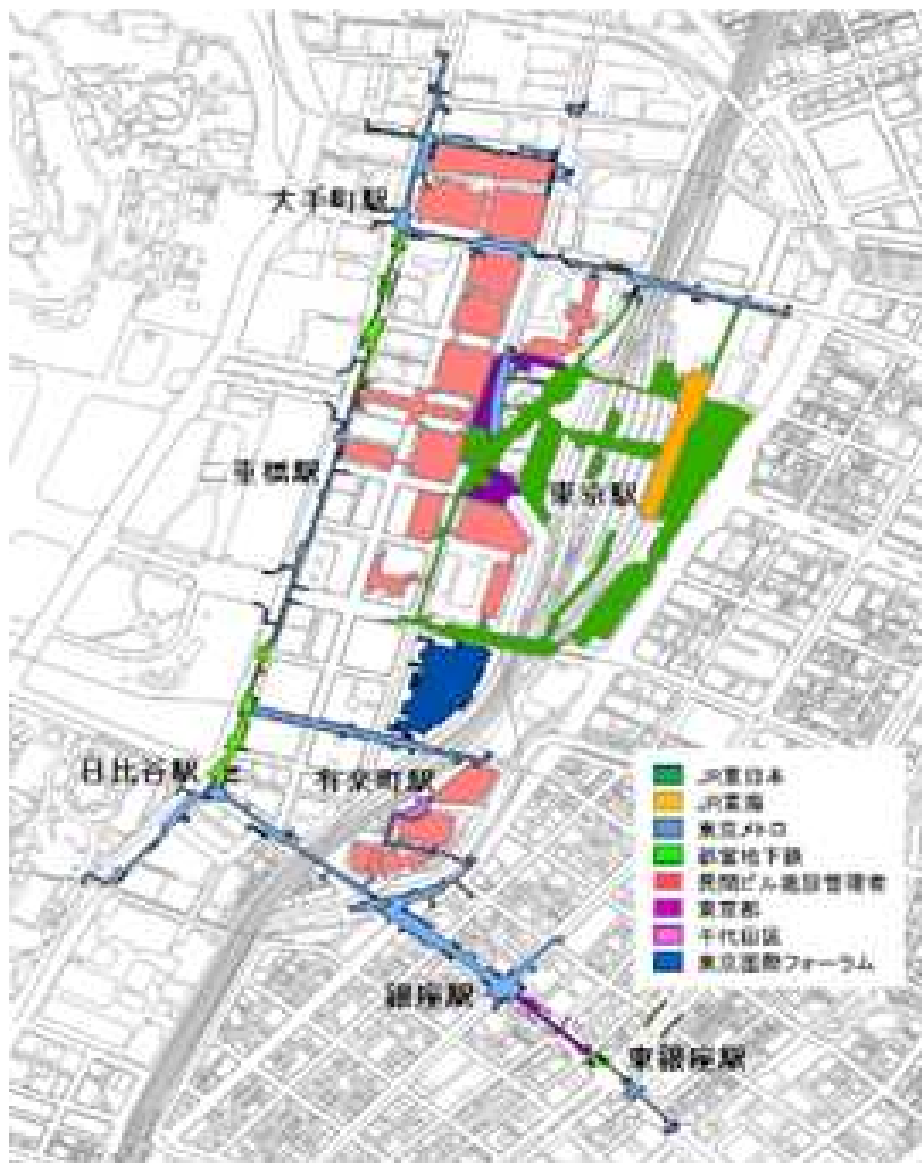 大手町駅
二重橋駅
東京駅
日比谷駅
有楽町駅
JR東日本
JR東海
東京メトロ
都営地下鉄
民間ビル施設管理者
東京都
千代田区
東京国際フォーラム
銀座駅
東銀座駅